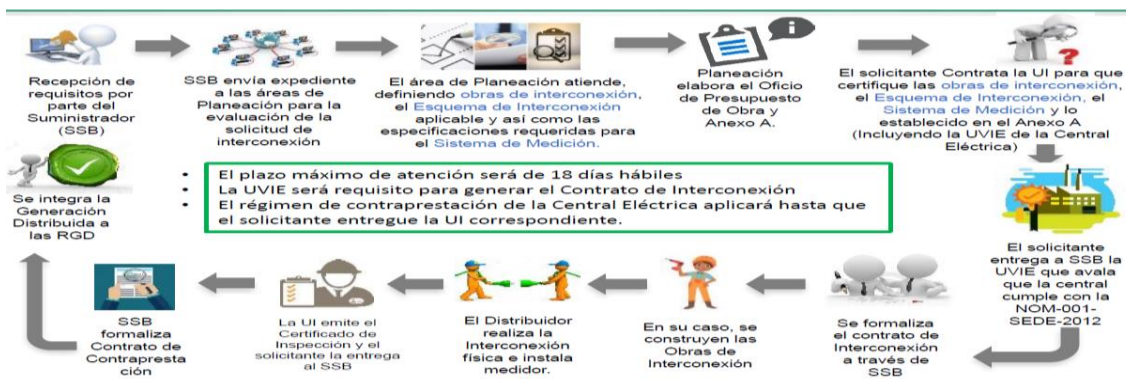 Recepción de
requisitos por
parte del
Suministrador
(SSB)
SSB envía expediente
a las áreas de
Planeación para la
evaluación de la
solicitud de
interconexión
El área de Planeación atiende,
definiendo obras de interconexión,
el Esquema de Interconexión
aplicable y así como las
especificaciones requeridas para
el Sistema de Medición.
Planeación
elabora el Oficio
de Presupuesto
de Obra y
Anexo A.
El solicitante Contrata la UI para que
certifique las obras de interconexión,
el Esquema de Interconexión, el
Sistema de Medición y lo
establecido en el Anexo A
(Incluyendo la UVIE de la Central
Eléctrica)
El solicitante
entrega a SSB la
UVIE que avala
que la central
cumple con la
NOM-001-
SEDE-2012
Se formaliza
el contrato de
Interconexión
a través de
SSB
En su caso, se
construyen las
Obras de
Interconexión
El Distribuidor
realiza la
Interconexión
física e instala
medidor.
La UI emite el
Certificado de
Inspección y el
solicitante la entrega
al SSB
SSB
formaliza
Contrato de
Contrapresta
ción
Se integra la
Generación
Distribuida a
las RGD
• El plazo máximo de atención será de 18 días hábiles
• La UVIE será requisito para generar el Contrato de Interconexión
• El régimen de contraprestación de la Central Eléctrica aplicará hasta que
el solicitante entregue la UI correspondiente.